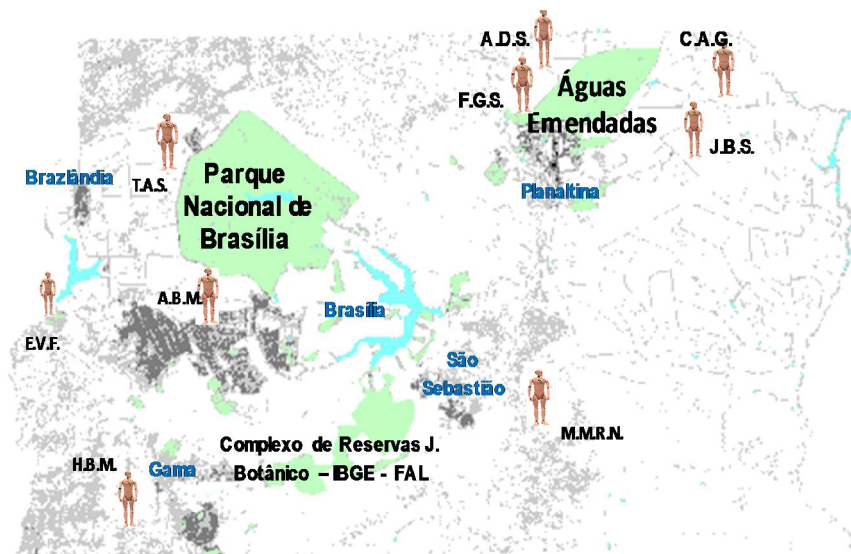 A.D.S.
C.A.G.
F.G.S.
Águas
Emendadas
J.B.S.
Brazlândia
T.A.S.
Parque
Nacional de
Brasília
Planaltina
A.B.M.
Brasília
E.V.F.
São
Sebastião
M.M.R.N.
Complexo de Reservas J.
Botânico – IBGE - FAL
H.B.M.
Gama